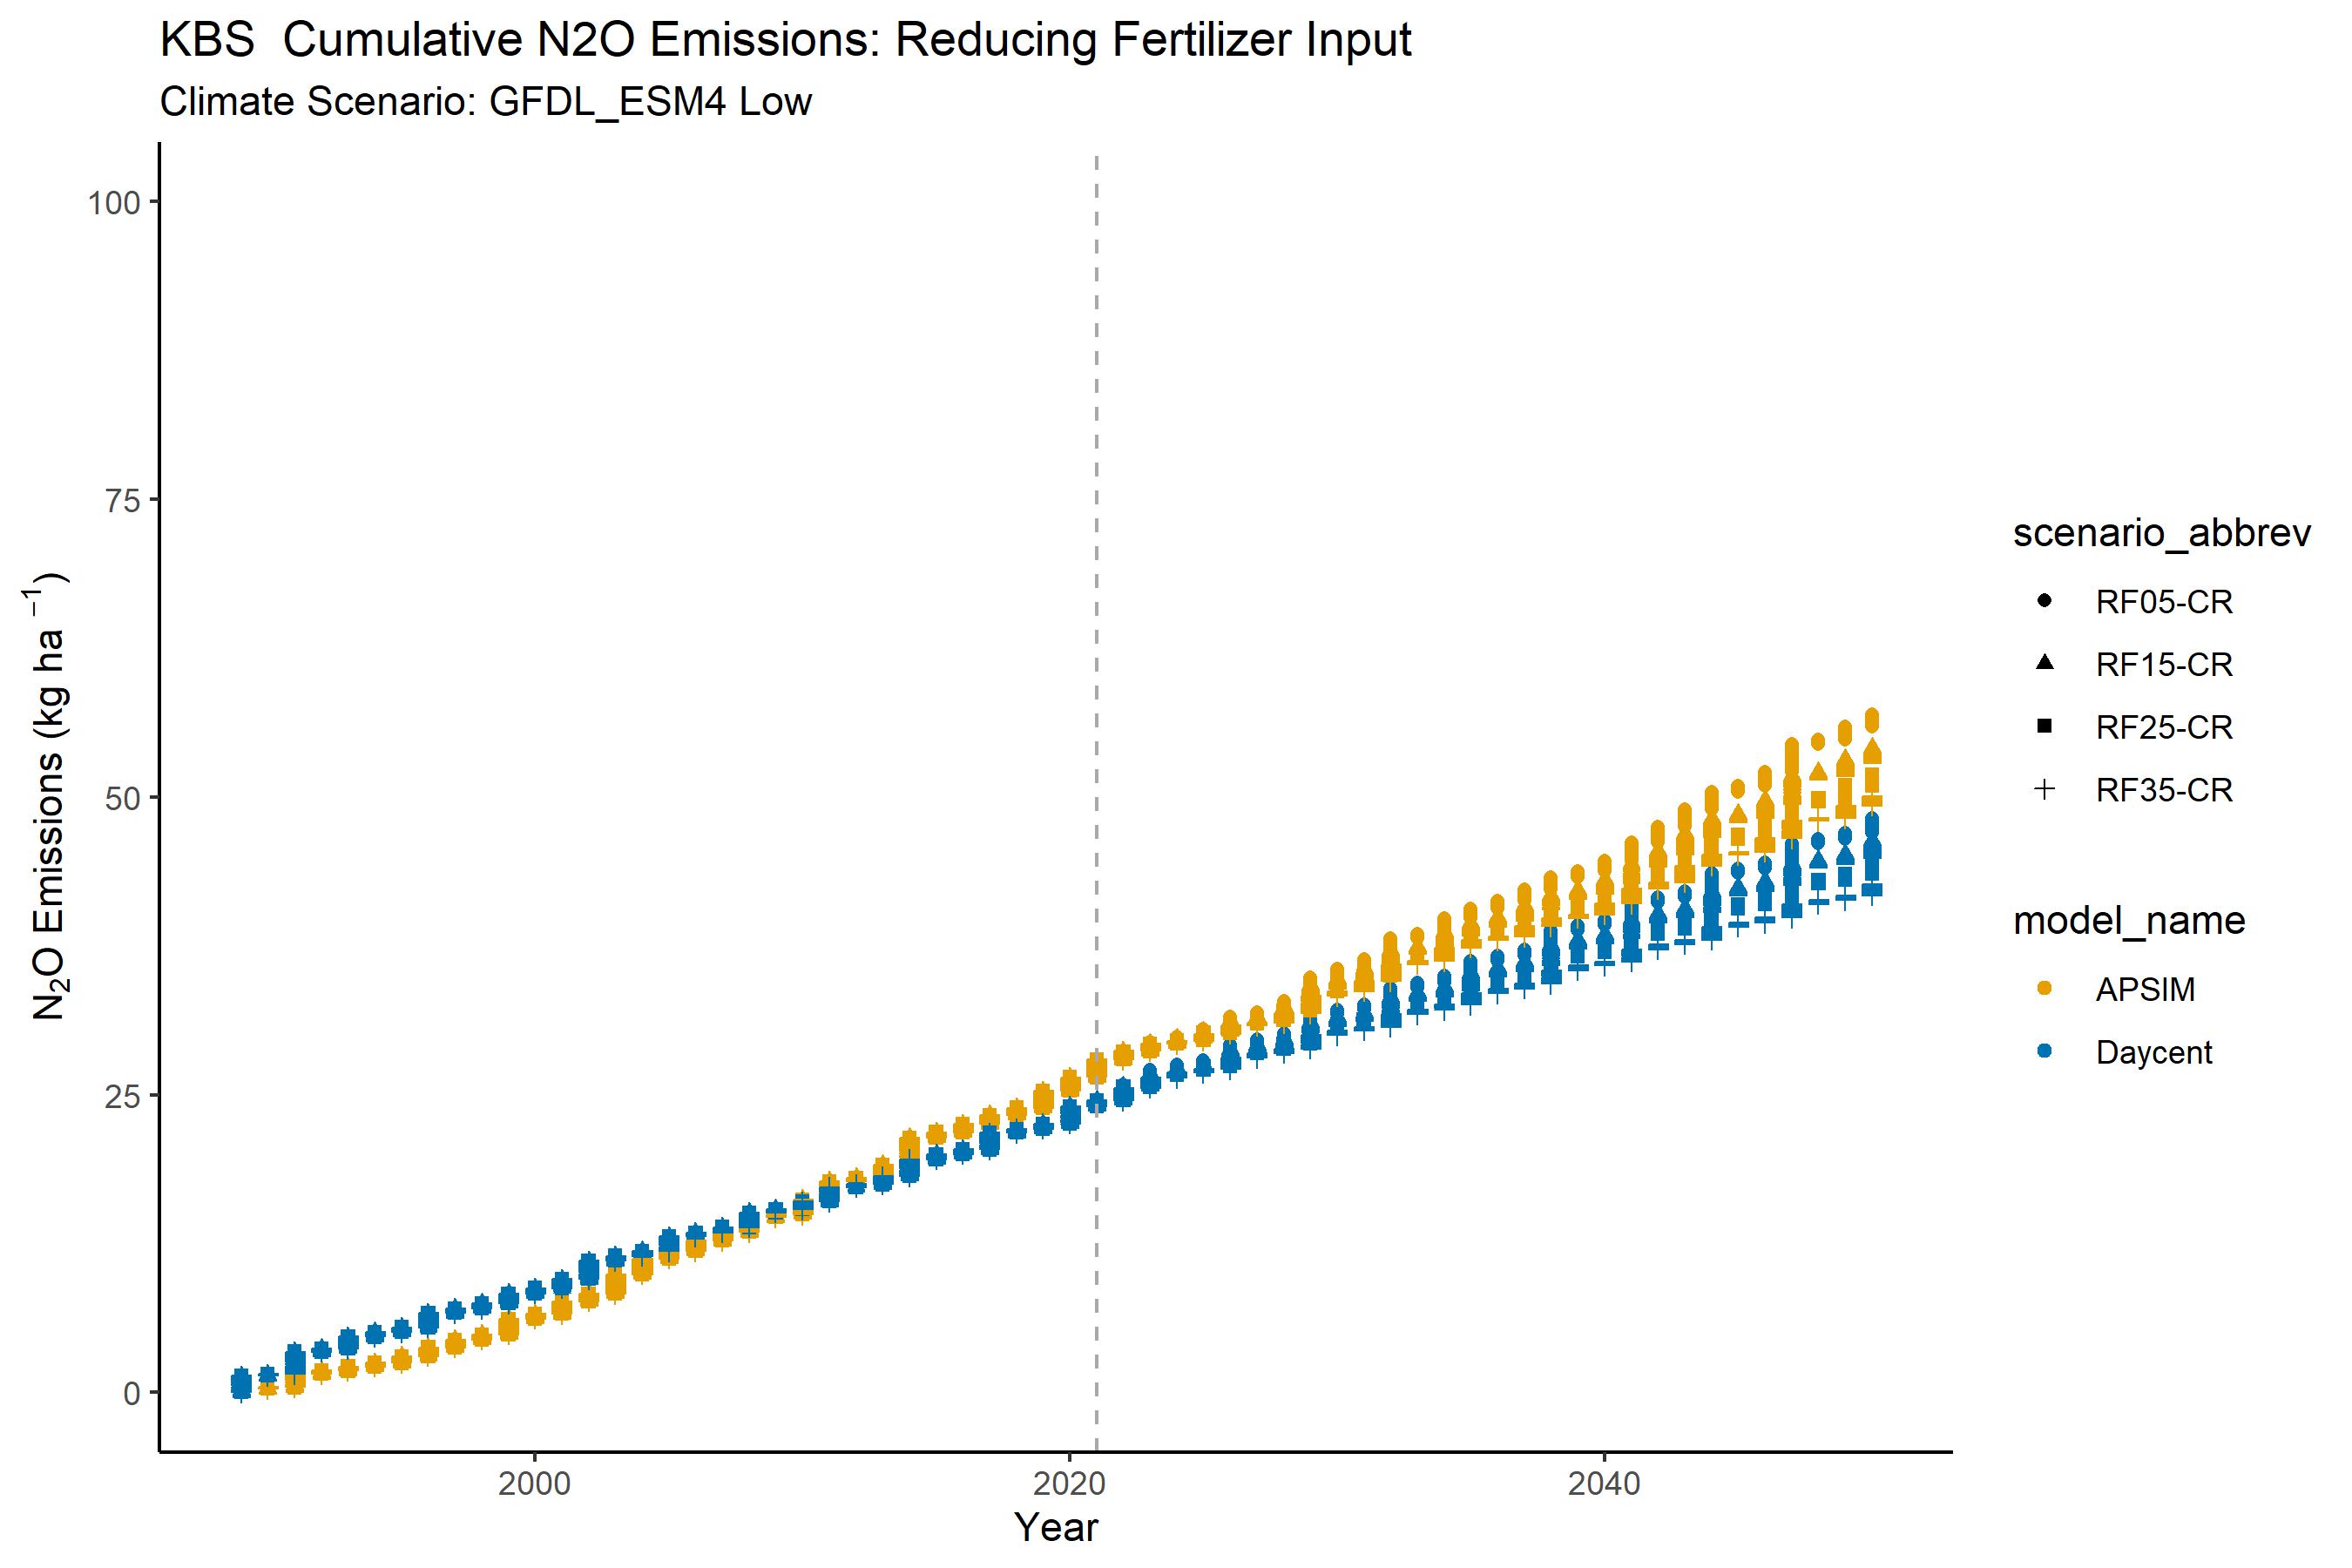 KBS  Cumulative N2O Emissions: Reducing Fertilizer Input
Climate Scenario: GFDL_ESM4 Low
100
75
50
25
0
N₂O Emissions (kg ha ⁻¹)
2000
2020
2040
Year
scenario_abbrev
RF05-CR
RF15-CR
RF25-CR
RF35-CR
model_name
APSIM
Daycent